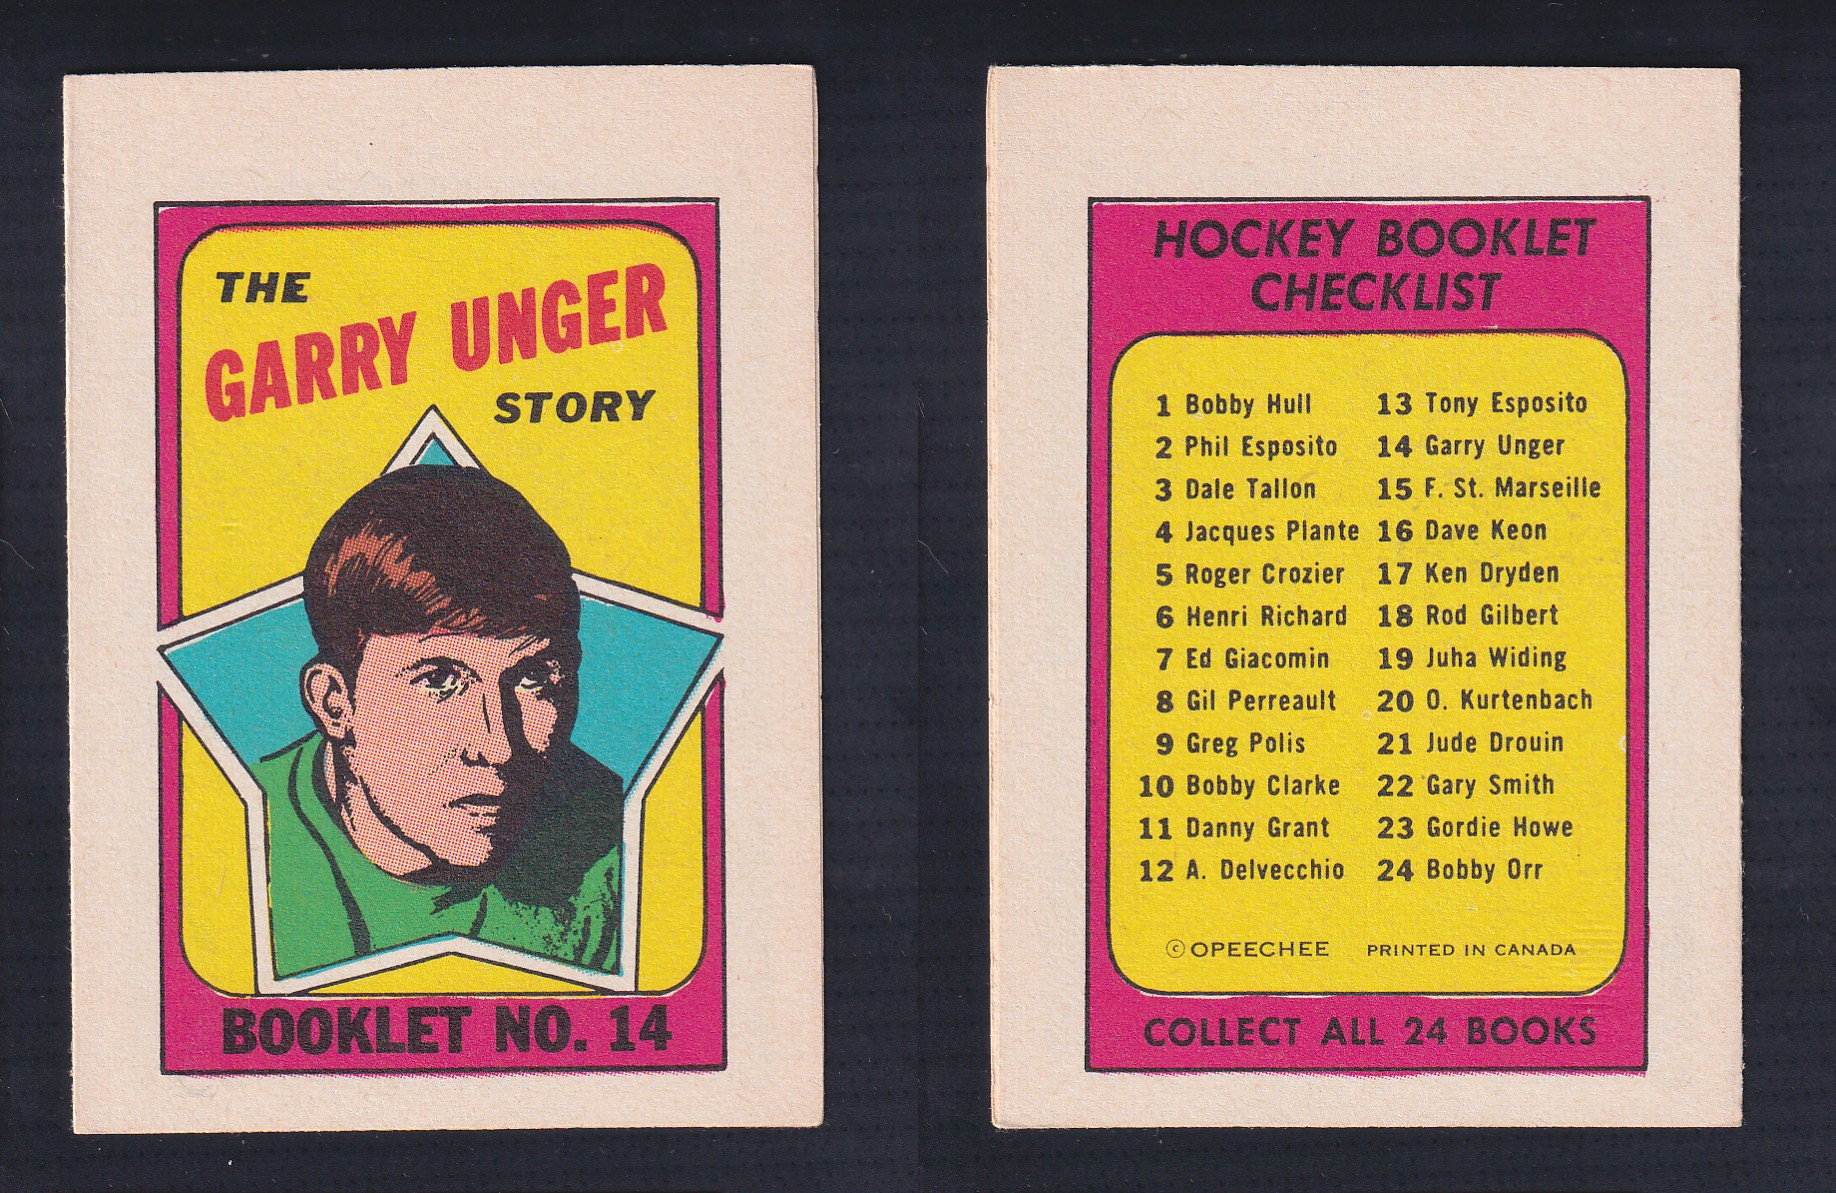 THE
GARRY UNGER
STORY
BOOKLET NO. 14
HOCKEY BOOKLET
CHECKLIST
1 Bobby Hull
2 Phil Esposito
3 Dale Tallon
4 Jacques Plante
5 Roger Crozier
6 Henri Richard
7 Ed Giacomin
8 Gil Perreault
9 Greg Polis
10 Bobby Clarke
11 Danny Grant
12 A. Delvecchio
13 Tony Esposito
14 Garry Unger
15 F. St. Marseille
16 Dave Keon
17 Ken Dryden
18 Rod Gilbert
19 Juha Widing
20 O. Kurtenbach
21 Jude Drouin
22 Gary Smith
23 Gordie Howe
24 Bobby Orr
© OPEECHEE PRINTED IN CANADA
COLLECT ALL 24 BOOKS